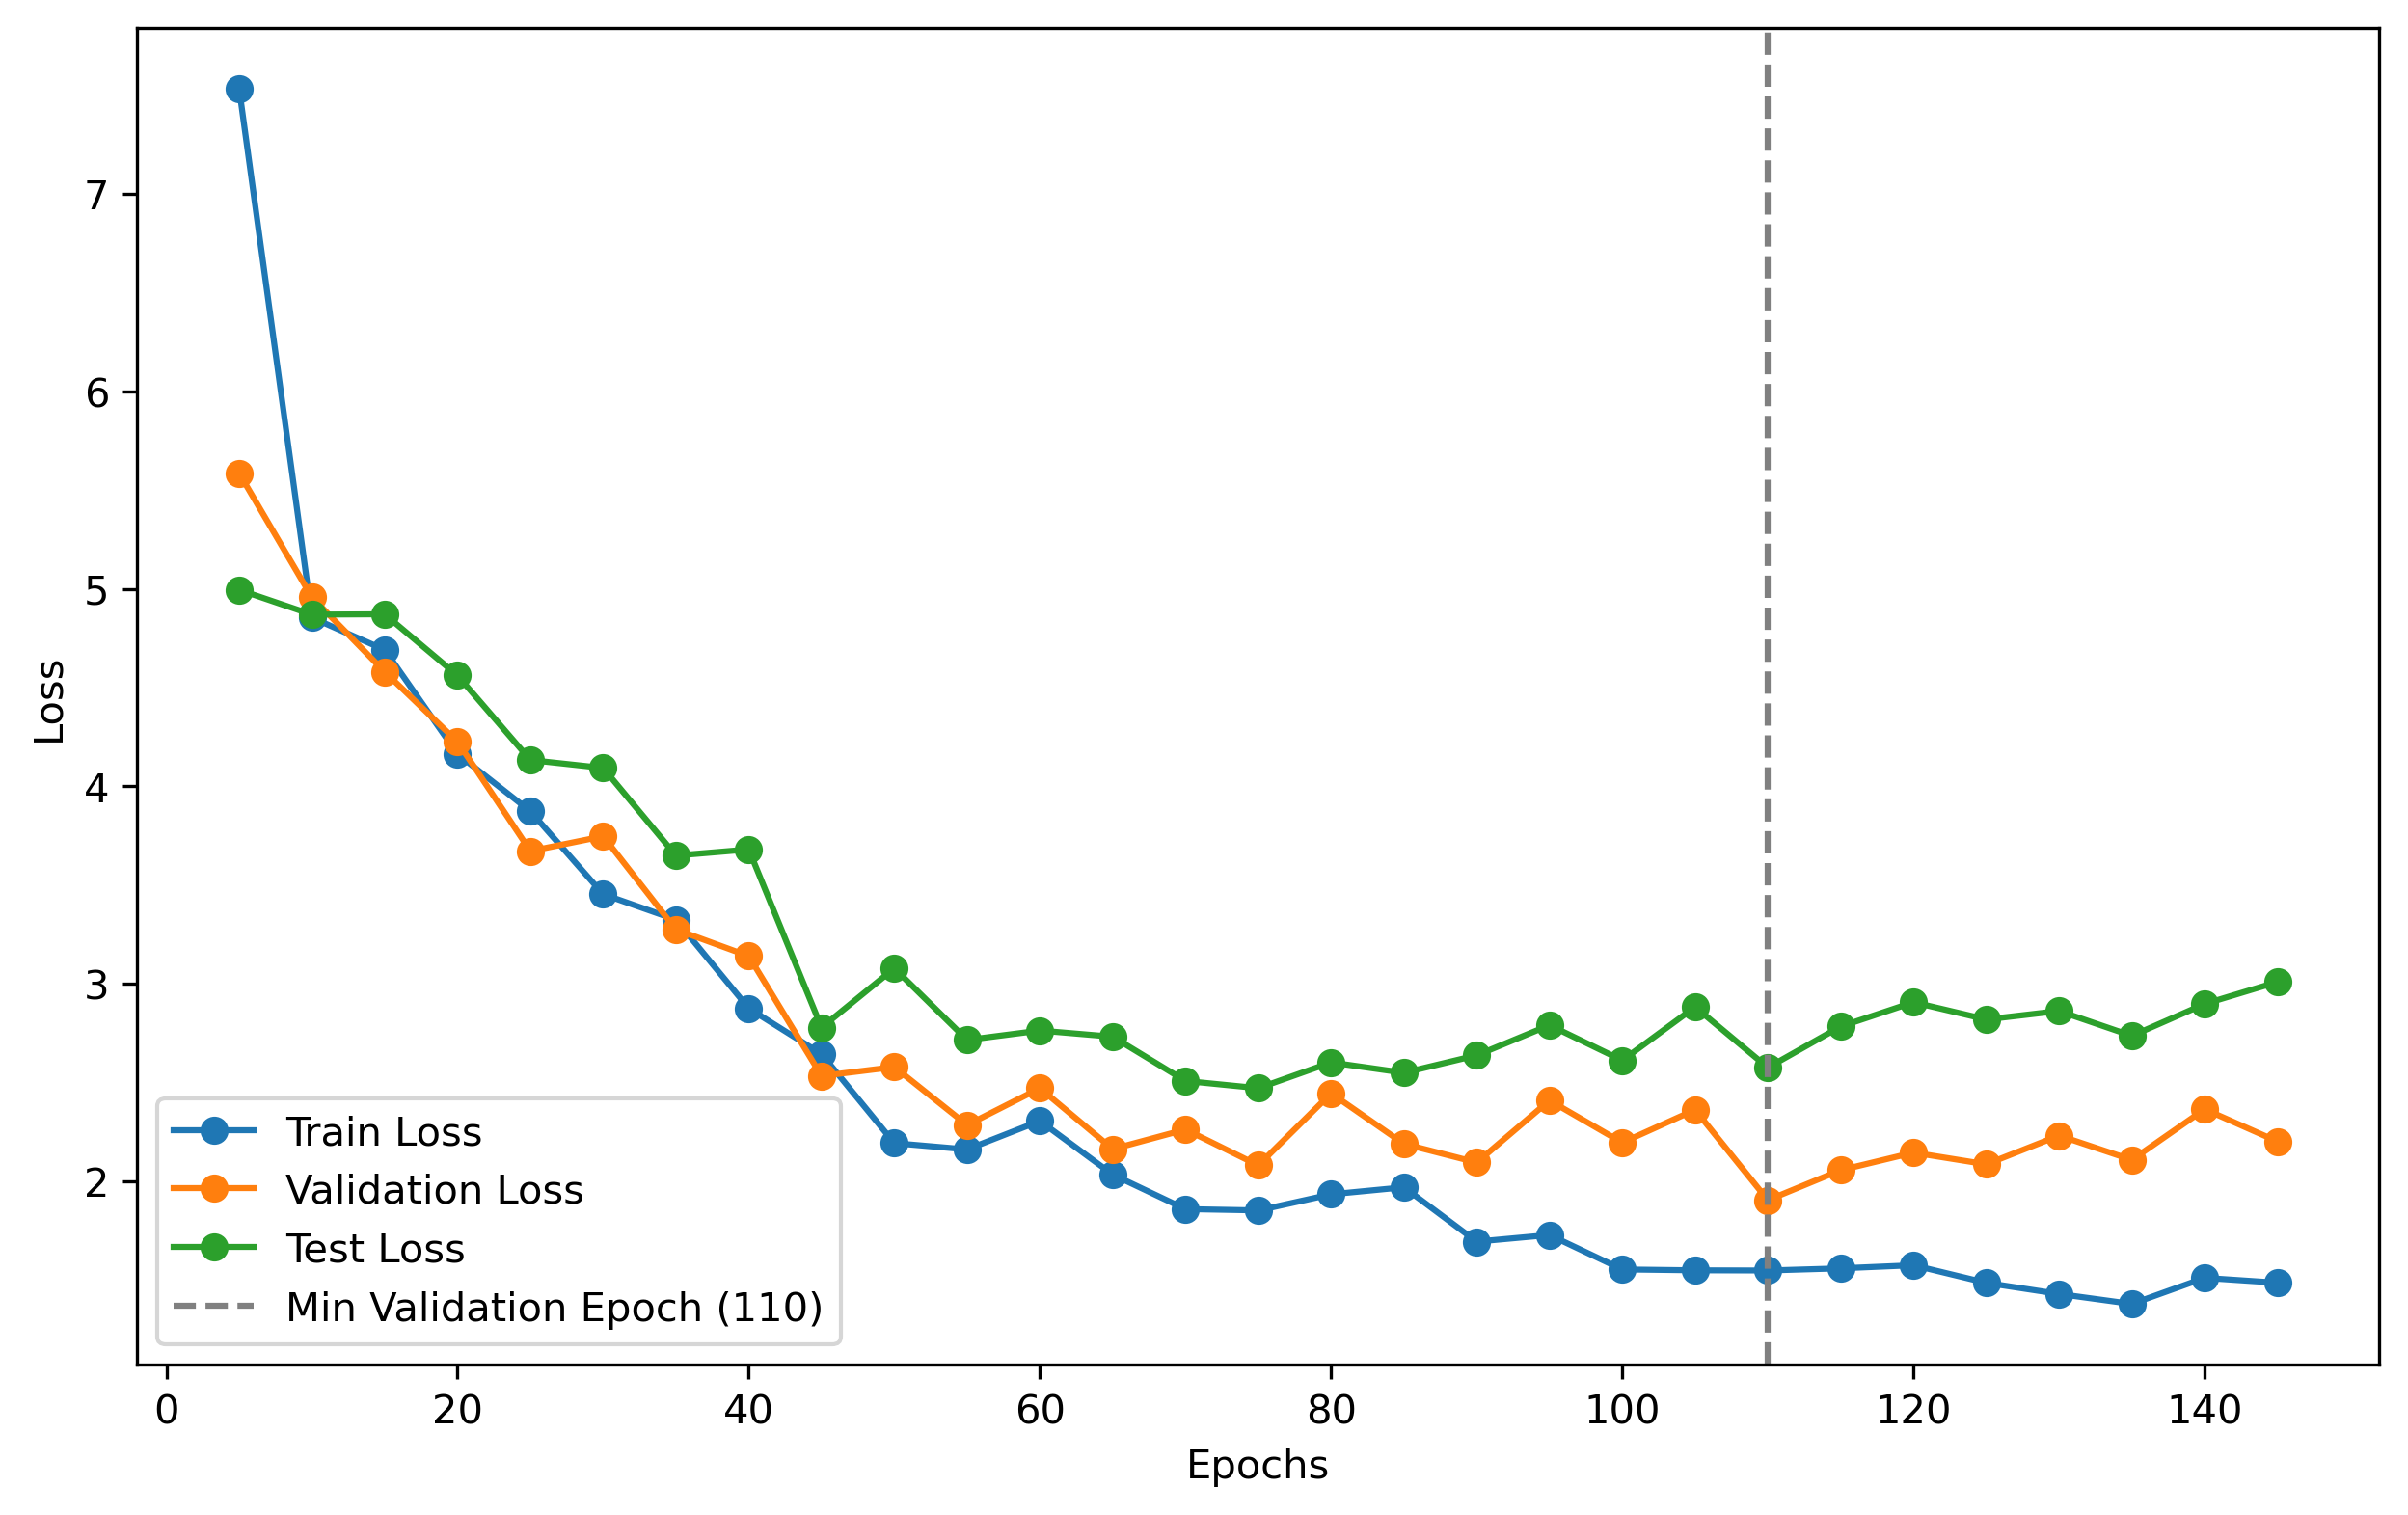 7
6
5
4
3
2
Loss
Train Loss
Validation Loss
Test Loss
Min Validation Epoch (110)
0 20 40 60 80 100 120 140
Epochs